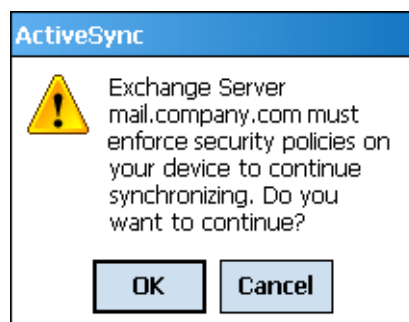 ActiveSync
Exchange Server
mail.company.com must
enforce security policies on
your device to continue
synchronizing. Do you
want to continue?
OK Cancel